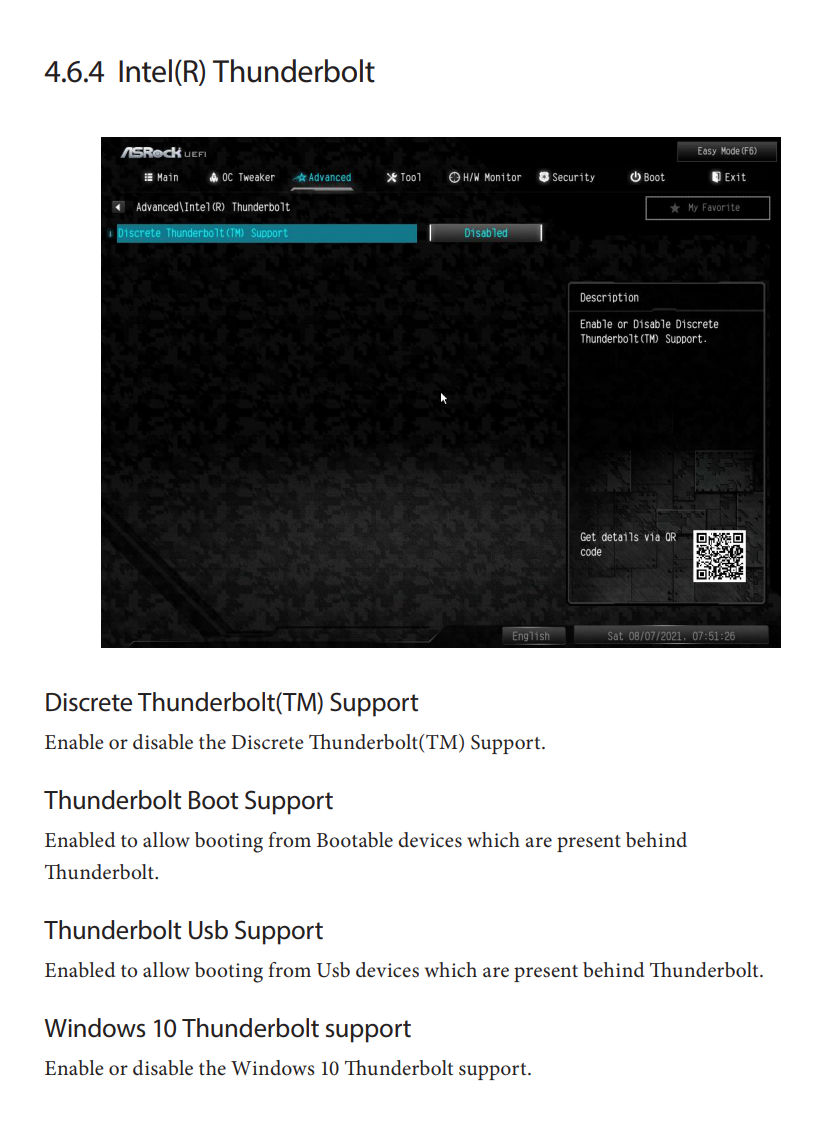 4.6.4 Intel(R) Thunderbolt
ASRock UEFI
Easy Mode(F6)
Main OC Tweaker Advanced Tool H/W Monitor Security Boot Exit
Advanced\Intel(R) Thunderbolt
My Favorite
Discrete Thunderbolt(TM) Support Disabled
Description
Enable or Disable Discrete
Thunderbolt(TM) Support.
Get details via QR
code
English Sat 08/07/2021. 07:51:26
Discrete Thunderbolt(TM) Support
Enable or disable the Discrete Thunderbolt(TM) Support.
Thunderbolt Boot Support
Enabled to allow booting from Bootable devices which are present behind
Thunderbolt.
Thunderbolt Usb Support
Enabled to allow booting from Usb devices which are present behind Thunderbolt.
Windows 10 Thunderbolt support
Enable or disable the Windows 10 Thunderbolt support.